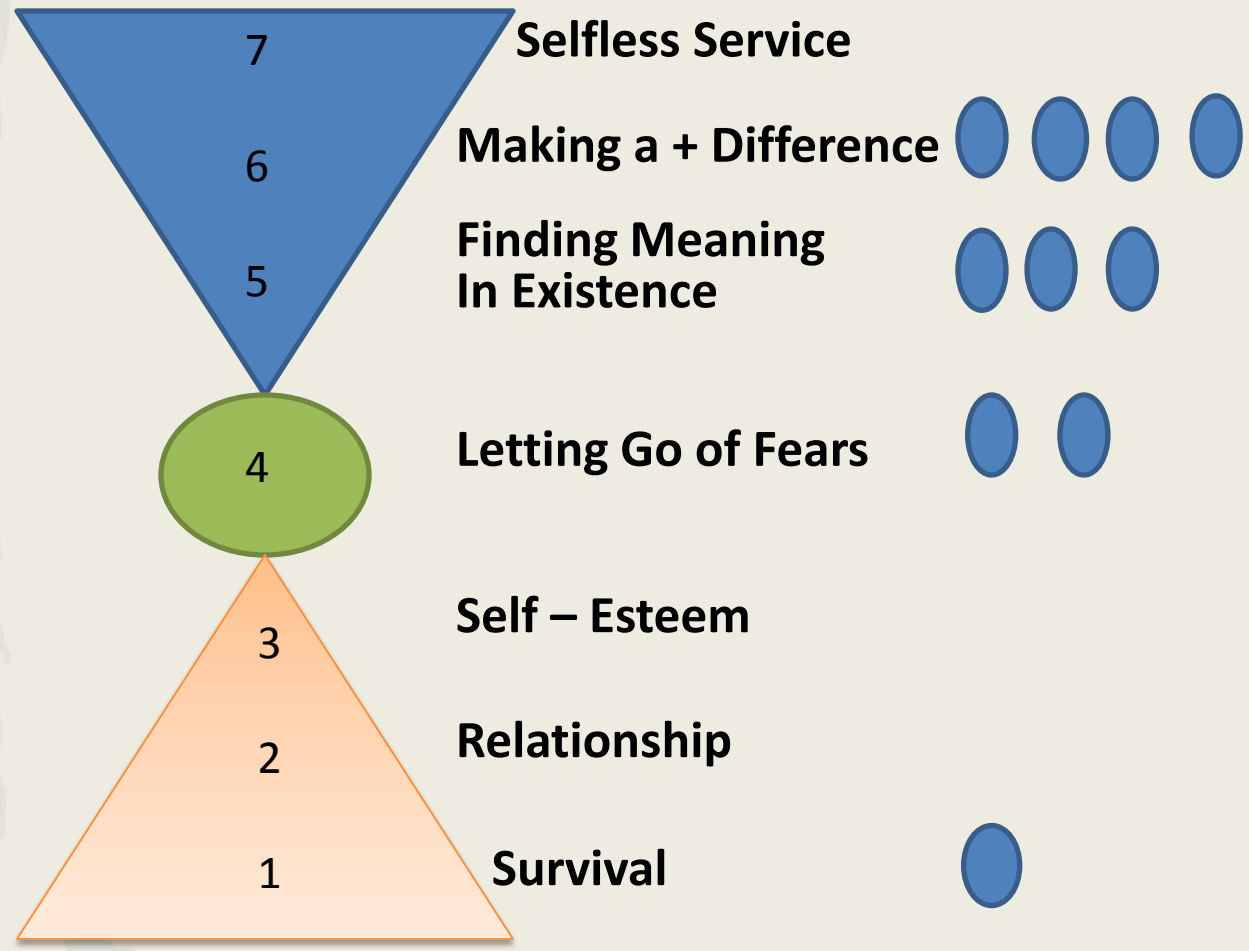 7 Selfless Service
6 Making a + Difference
Finding Meaning
5 In Existence
4 Letting Go of Fears
3 Self – Esteem
2 Relationship
1 Survival